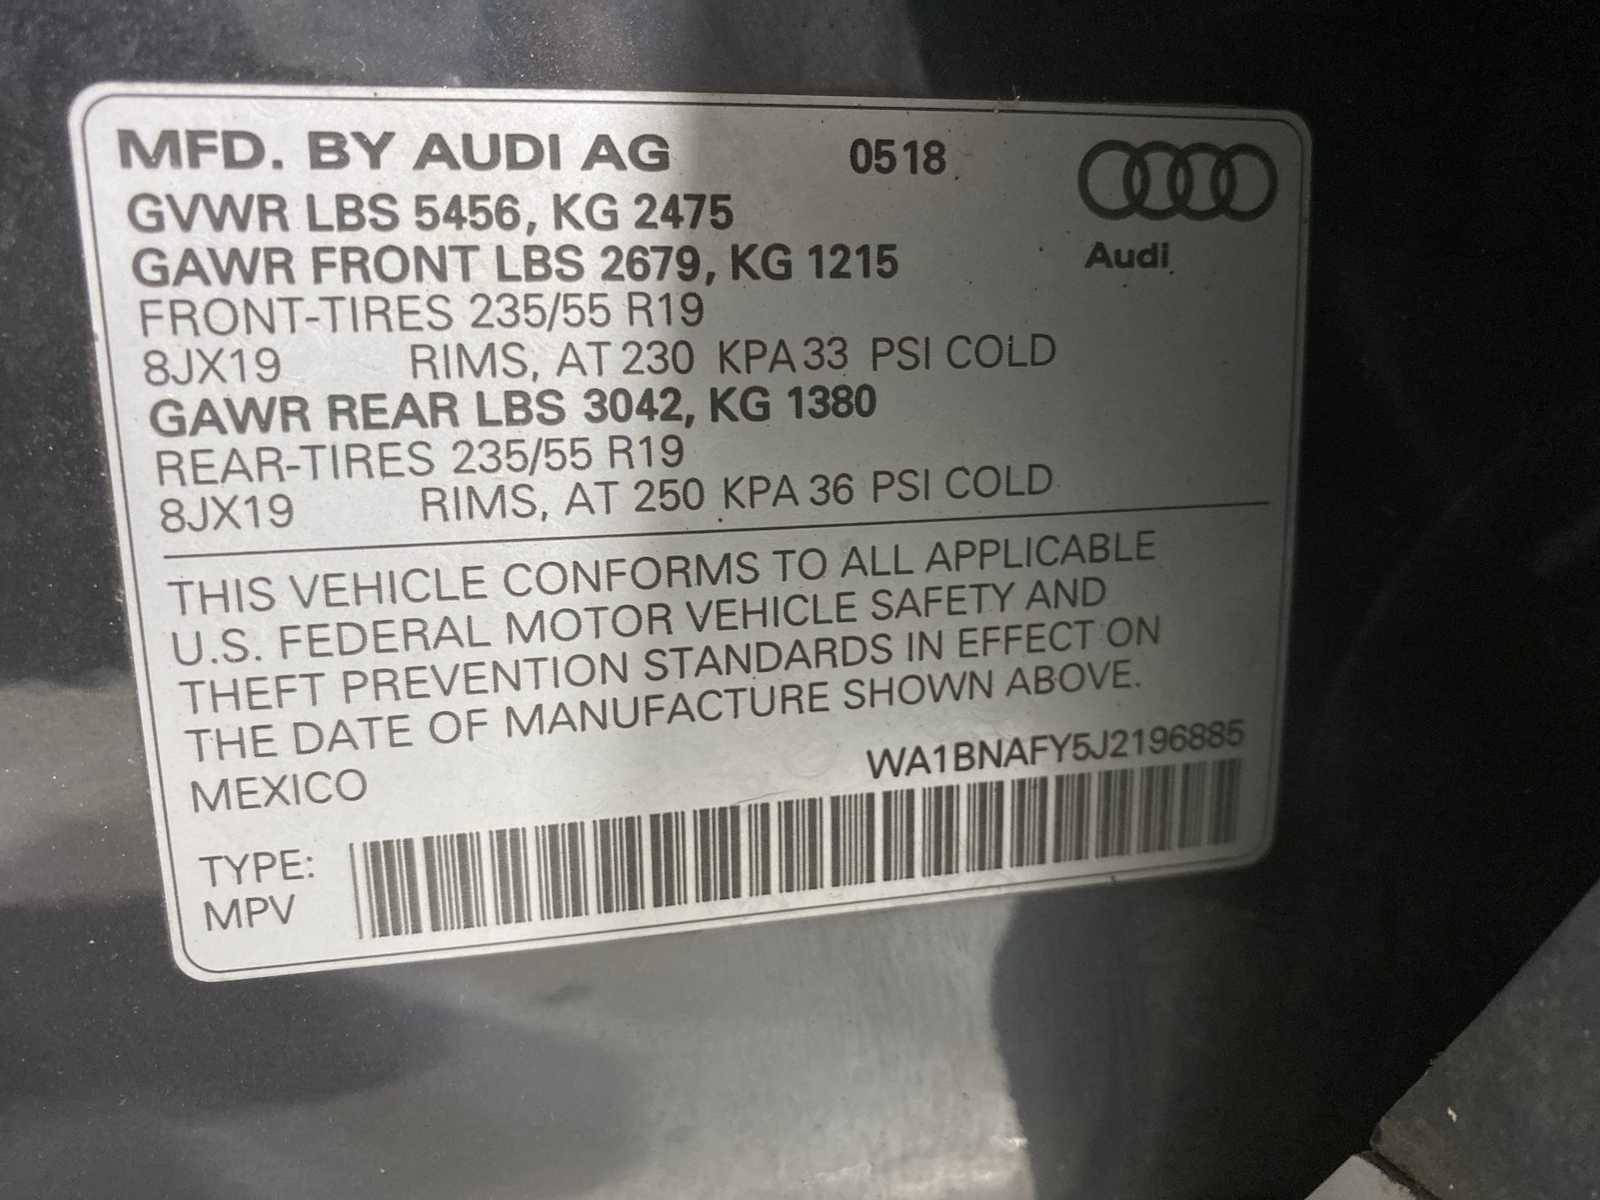 MFD. BY AUDI AG 0518
Audi
GVWR LBS 5456, KG 2475
GAWR FRONT LBS 2679, KG 1215
FRONT-TIRES 235/55 R19
8JX19 RIMS, AT 230 KPA 33 PSI COLD
GAWR REAR LBS 3042, KG 1380
REAR-TIRES 235/55 R19
8JX19 RIMS, AT 250 KPA 36 PSI COLD
THIS VEHICLE CONFORMS TO ALL APPLICABLE
U.S. FEDERAL MOTOR VEHICLE SAFETY AND
THEFT PREVENTION STANDARDS IN EFFECT ON
THE DATE OF MANUFACTURE SHOWN ABOVE.
MEXICO WA1BNAFY5J2196885
TYPE:
MPV